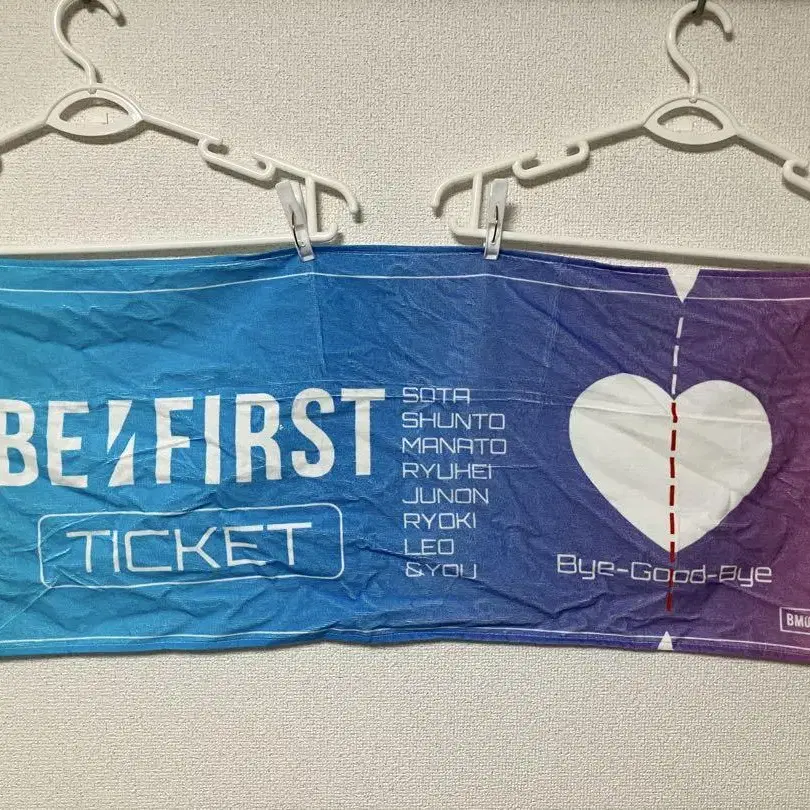 BE:FIRST
TICKET
SOTA
SHUNTO
MANATO
RYUHEI
JUNON
RYOKI
LEO
&YOU
Bye-Good-Bye